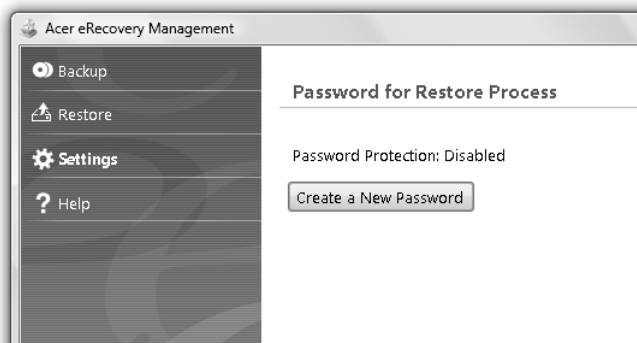 Acer eRecovery Management
Backup
Restore
Settings
Help
Password for Restore Process
Password Protection: Disabled
Create a New Password